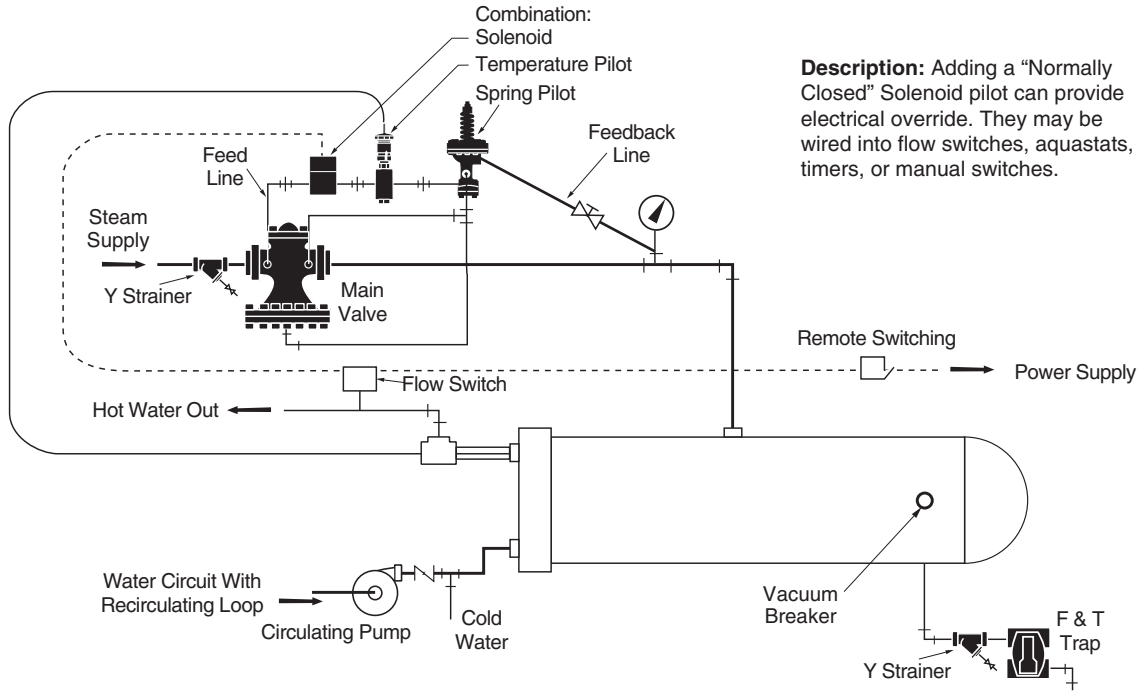 Combination:
Solenoid
Temperature Pilot
Spring Pilot
Description: Adding a “Normally
Closed” Solenoid pilot can provide
electrical override. They may be
wired into flow switches, aquastats,
timers, or manual switches.
Feedback
Line
Feed
Line
Steam
Supply
Y Strainer
Main
Valve
Remote Switching
Power Supply
Flow Switch
Hot Water Out
Water Circuit With
Recirculating Loop
Circulating Pump
Cold
Water
Vacuum
Breaker
F & T
Trap
Y Strainer